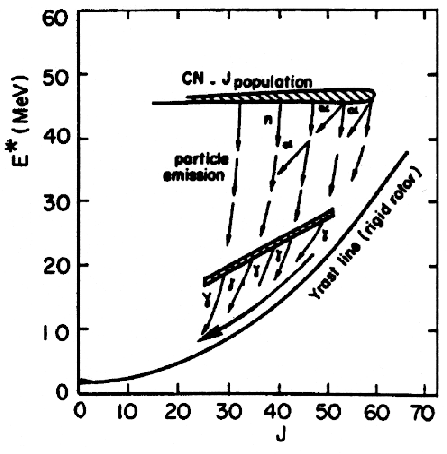 60
50
40
30
20
10
0
E* (MeV)
CN - J population
n
α
α
α
particle
emission
γ
γ
γ
γ
γ
Yrast line (rigid rotor)
0 10 20 30 40 50 60 70
J